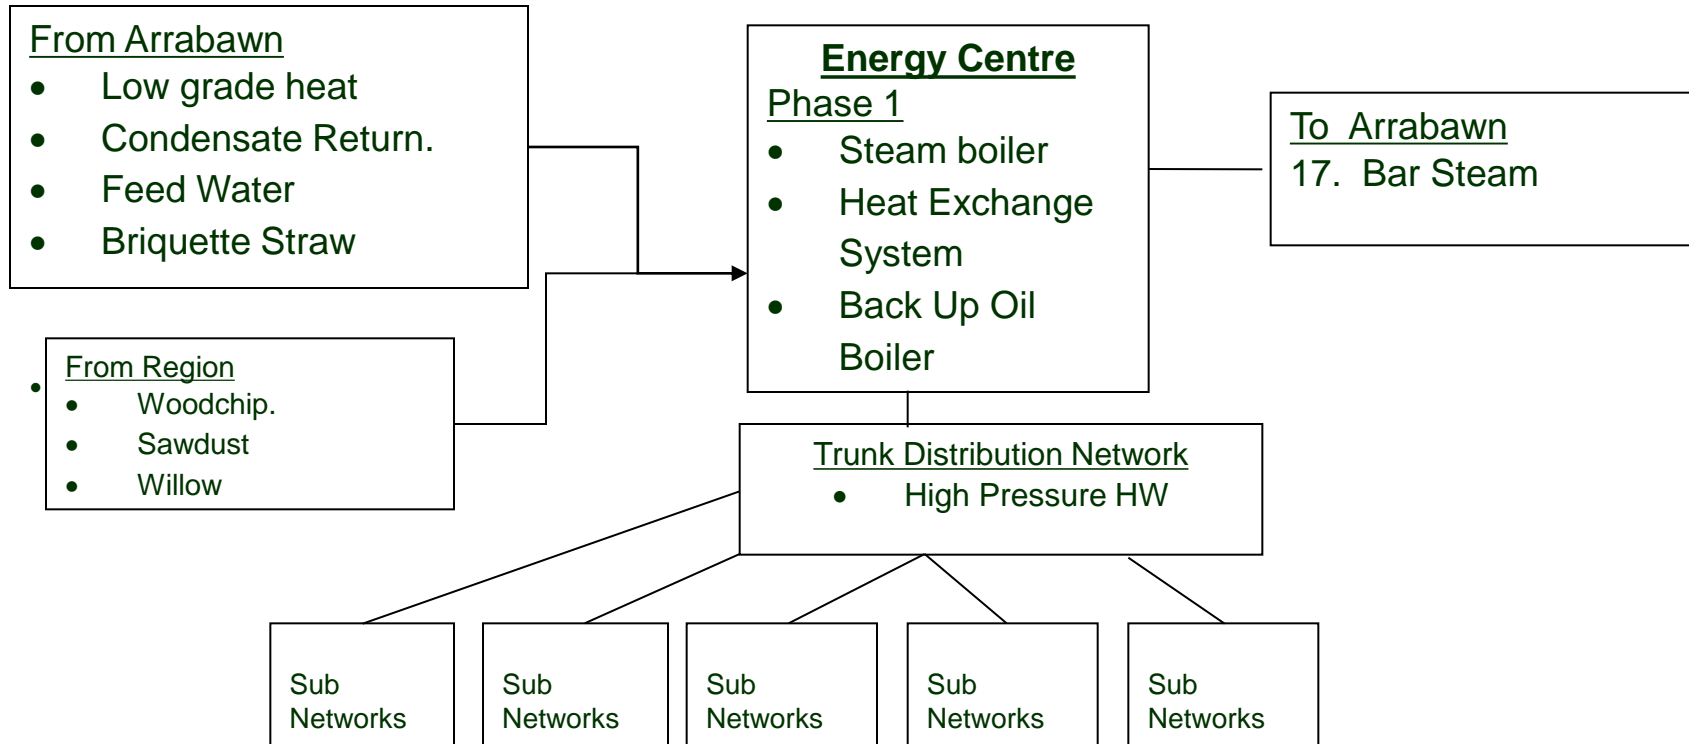 From Arrabawn
• Low grade heat
• Condensate Return.
• Feed Water
• Briquette Straw
Energy Centre
Phase 1
• Steam boiler
• Heat Exchange
System
• Back Up Oil
Boiler
To Arrabawn
17. Bar Steam
•
From Region
• Woodchip.
• Sawdust
• Willow
Trunk Distribution Network
• High Pressure HW
Sub
Networks
Sub
Networks
Sub
Networks
Sub
Networks
Sub
Networks